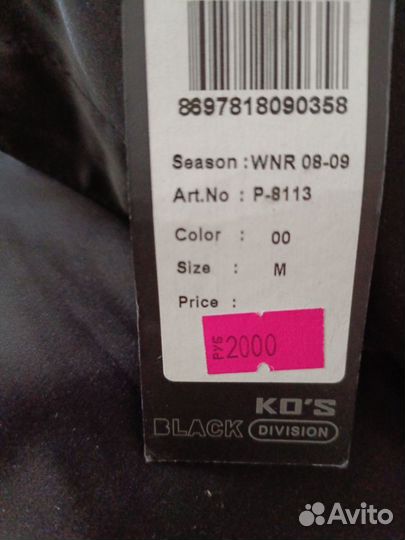 8697818090358
Season : WNR 08-09
Art.No : P-8113
Color : 00
Size : M
Price :
РУБ 2000
KO'S
BLACK DIVISION
Avito